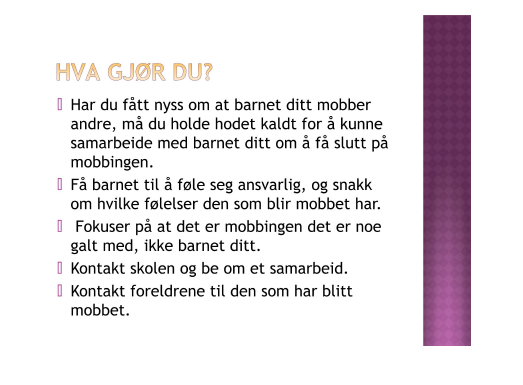 HVA GJØR DU?
Har du fått nyss om at barnet ditt mobber
andre, må du holde hodet kaldt for å kunne
samarbeide med barnet ditt om å få slutt på
mobbingen.
Få barnet til å føle seg ansvarlig, og snakk
om hvilke følelser den som blir mobbet har.
Fokuser på at det er mobbingen det er noe
galt med, ikke barnet ditt.
Kontakt skolen og be om et samarbeid.
Kontakt foreldrene til den som har blitt
mobbet.